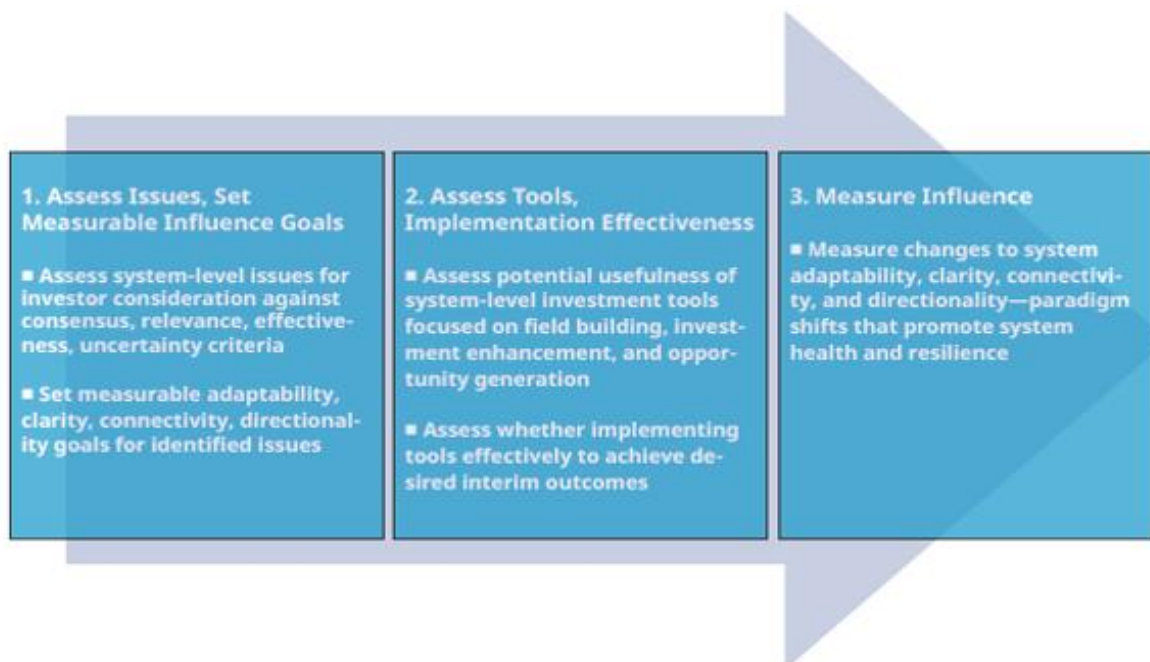 1. Assess Issues, Set
Measurable Influence Goals
■ Assess system-level issues for
investor consideration against
consensus, relevance, effective-
ness, uncertainty criteria
■ Set measurable adaptability,
clarity, connectivity, directional-
ity goals for identified issues
2. Assess Tools,
Implementation Effectiveness
■ Assess potential usefulness of
system-level investment tools
focused on field building, invest-
ment enhancement, and oppor-
tunity generation
■ Assess whether implementing
tools effectively to achieve de-
sired interim outcomes
3. Measure Influence
■ Measure changes to system
adaptability, clarity, connectivi-
ty, and directionality—paradigm
shifts that promote system
health and resilience